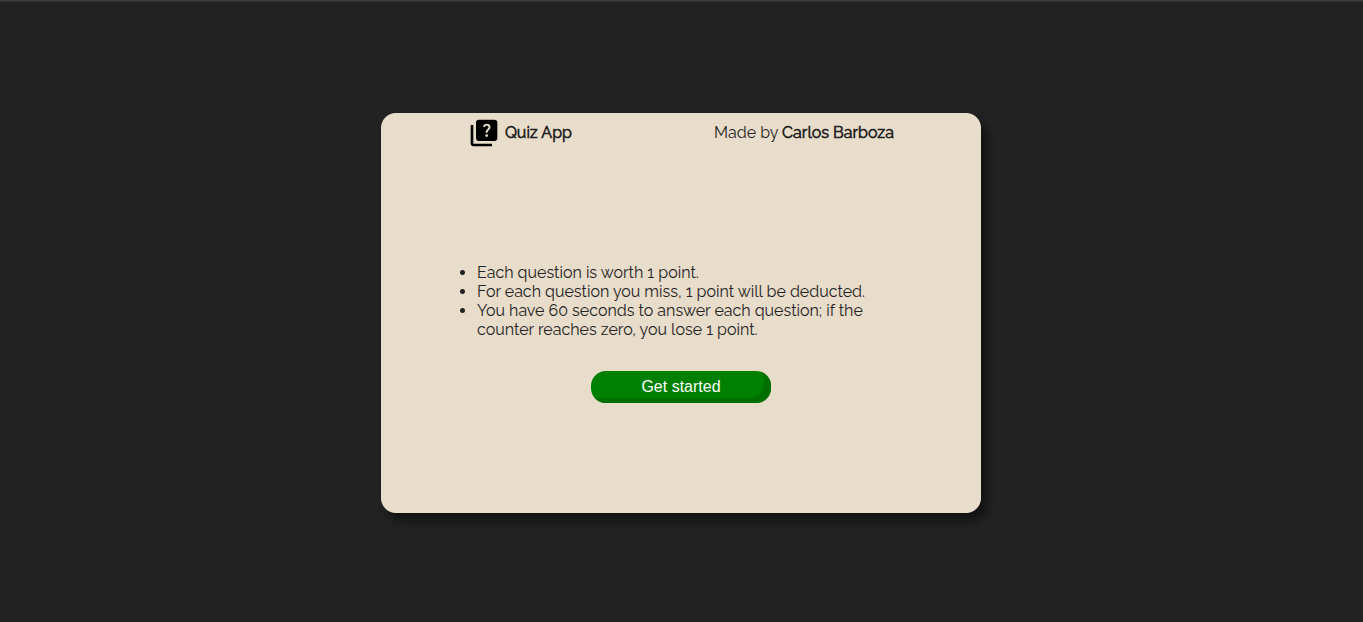 ? Quiz App
Made by Carlos Barboza
• Each question is worth 1 point.
• For each question you miss, 1 point will be deducted.
• You have 60 seconds to answer each question; if the
counter reaches zero, you lose 1 point.
Get started